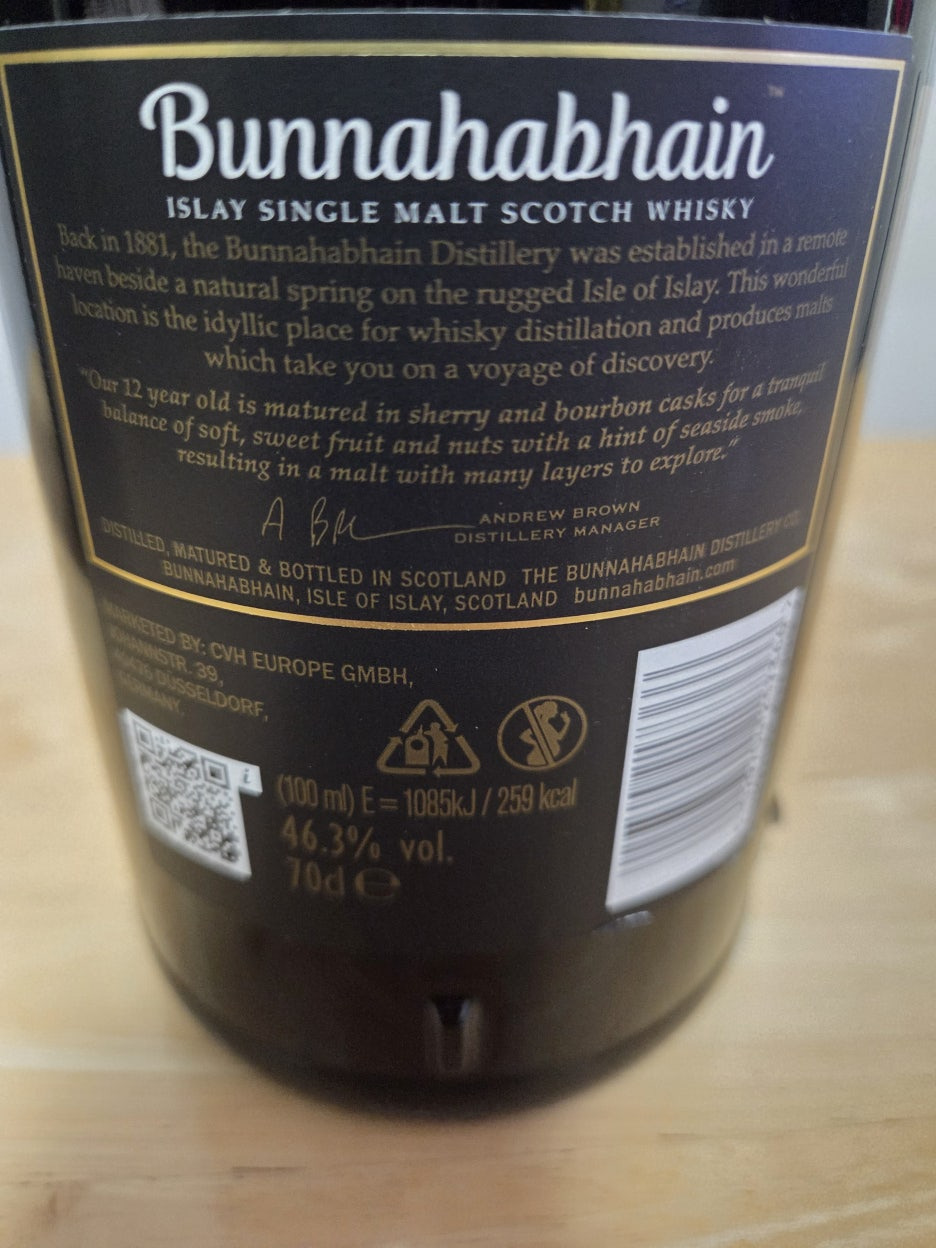 Bunnahabhain™
ISLAY SINGLE MALT SCOTCH WHISKY
Back in 1881, the Bunnahabhain Distillery was established in a remote
haven beside a natural spring on the rugged Isle of Islay. This wonderful
location is the idyllic place for whisky distillation and produces malts
which take you on a voyage of discovery.
"Our 12 year old is matured in sherry and bourbon casks for a tranquil
balance of soft, sweet fruit and nuts with a hint of seaside smoke,
resulting in a malt with many layers to explore."
ANDREW BROWN
DISTILLERY MANAGER
DISTILLED, MATURED & BOTTLED IN SCOTLAND THE BUNNAHABHAIN DISTILLERY CO.
BUNNAHABHAIN, ISLE OF ISLAY, SCOTLAND bunnahabhain.com
MARKETED BY: CVH EUROPE GMBH,
JOHANNSTR. 39,
DUSSELDORF,
GERMANY.
i
(100 ml) E = 1085kJ / 259 kcal
46.3% vol.
70cl e